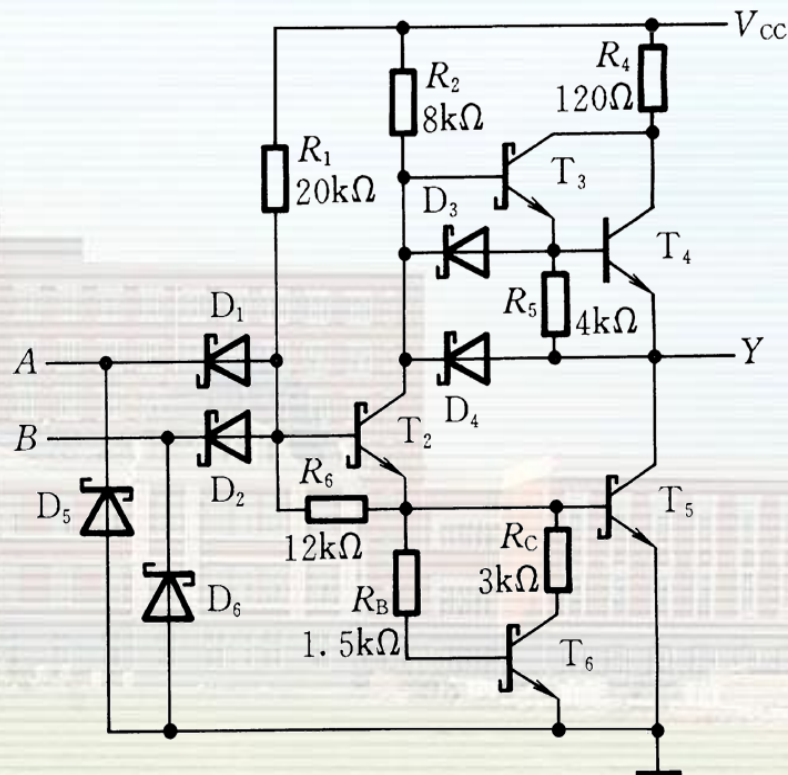 V_CC
R_2
8kΩ
R_4
120Ω
R_1
20kΩ
T_3
D_3
T_4
R_5
4kΩ
D_1
A
Y
D_4
B
T_2
D_2
R_6
12kΩ
T_5
D_5
R_C
3kΩ
R_B
1.5kΩ
D_6
T_6